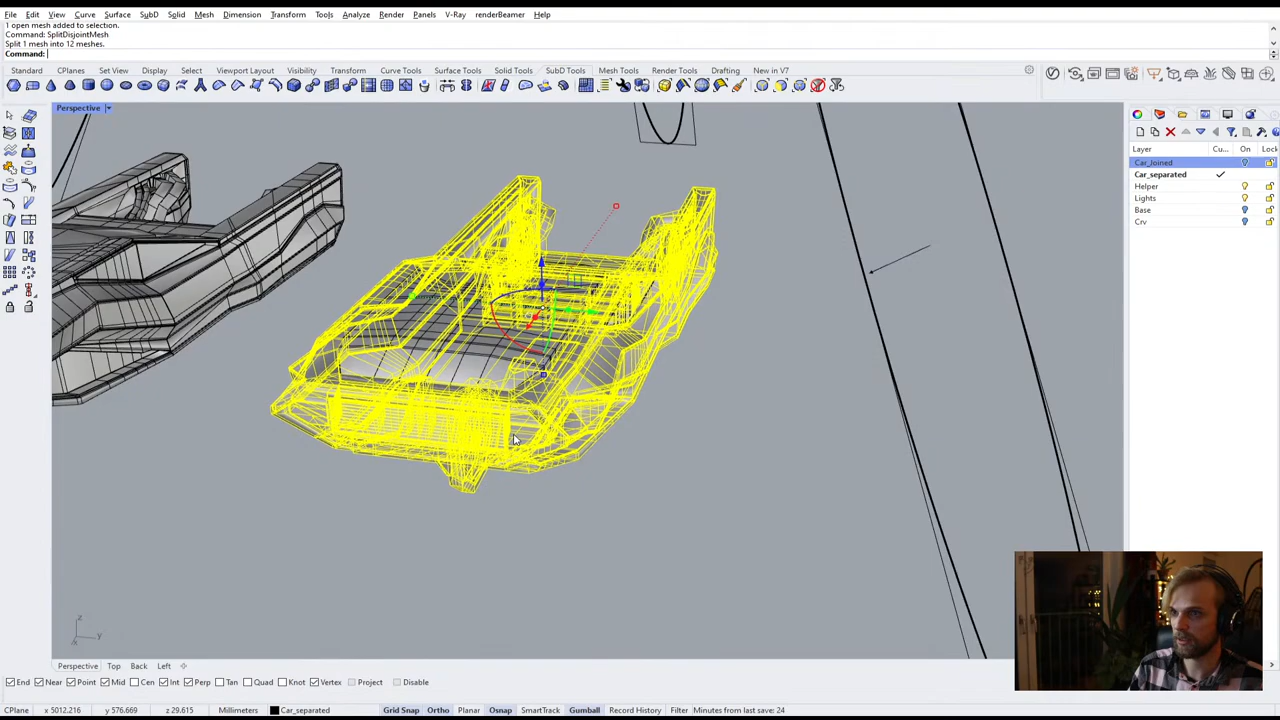 File Edit View Curve Surface SubD Solid Mesh Dimension Transform Tools Analyze Render Panels V-Ray renderBeamer Help
1 open mesh added to selection.
Command: SplitDisjointMesh
Split 1 mesh into 12 meshes.
Command:
Standard CPlanes Set View Display Select Viewport Layout Visibility Transform Curve Tools Surface Tools Solid Tools SubD Tools Mesh Tools Render Tools Drafting New in V7
Perspective
Layer Cu... On Lock
Car_Joined
Car_separated
Helper
Lights
Base
Crv
z
y
x
Perspective Top Back Left
End Near Point Mid Cen Int Perp Tan Quad Knot Vertex Project Disable
CPlane x 5012.216 y 576.669 z 29.615 Millimeters Car_separated Grid Snap Ortho Planar Osnap SmartTrack Gumball Record History Filter Minutes from last save: 24